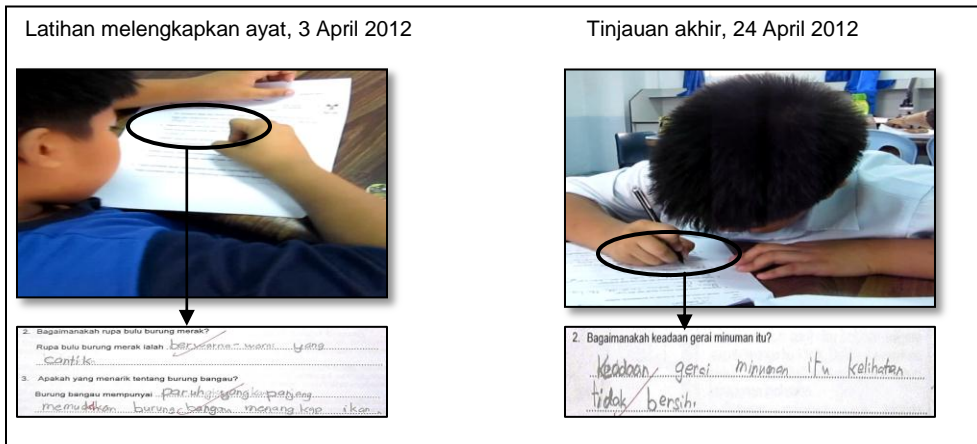 Latihan melengkapkan ayat, 3 April 2012
Tinjauan akhir, 24 April 2012
2. Bagaimanakah rupa bulu burung merak?
Rupa bulu burung merak ialah berwarna-warni yang
cantik.
3. Apakah yang menarik tentang burung bangau?
Burung bangau mempunyai paruh yang panjang
memudahkan burung bangau menangkap ikan.
2. Bagaimanakah keadaan gerai minuman itu?
Keadaan gerai minuman itu kelihatan
tidak bersih.